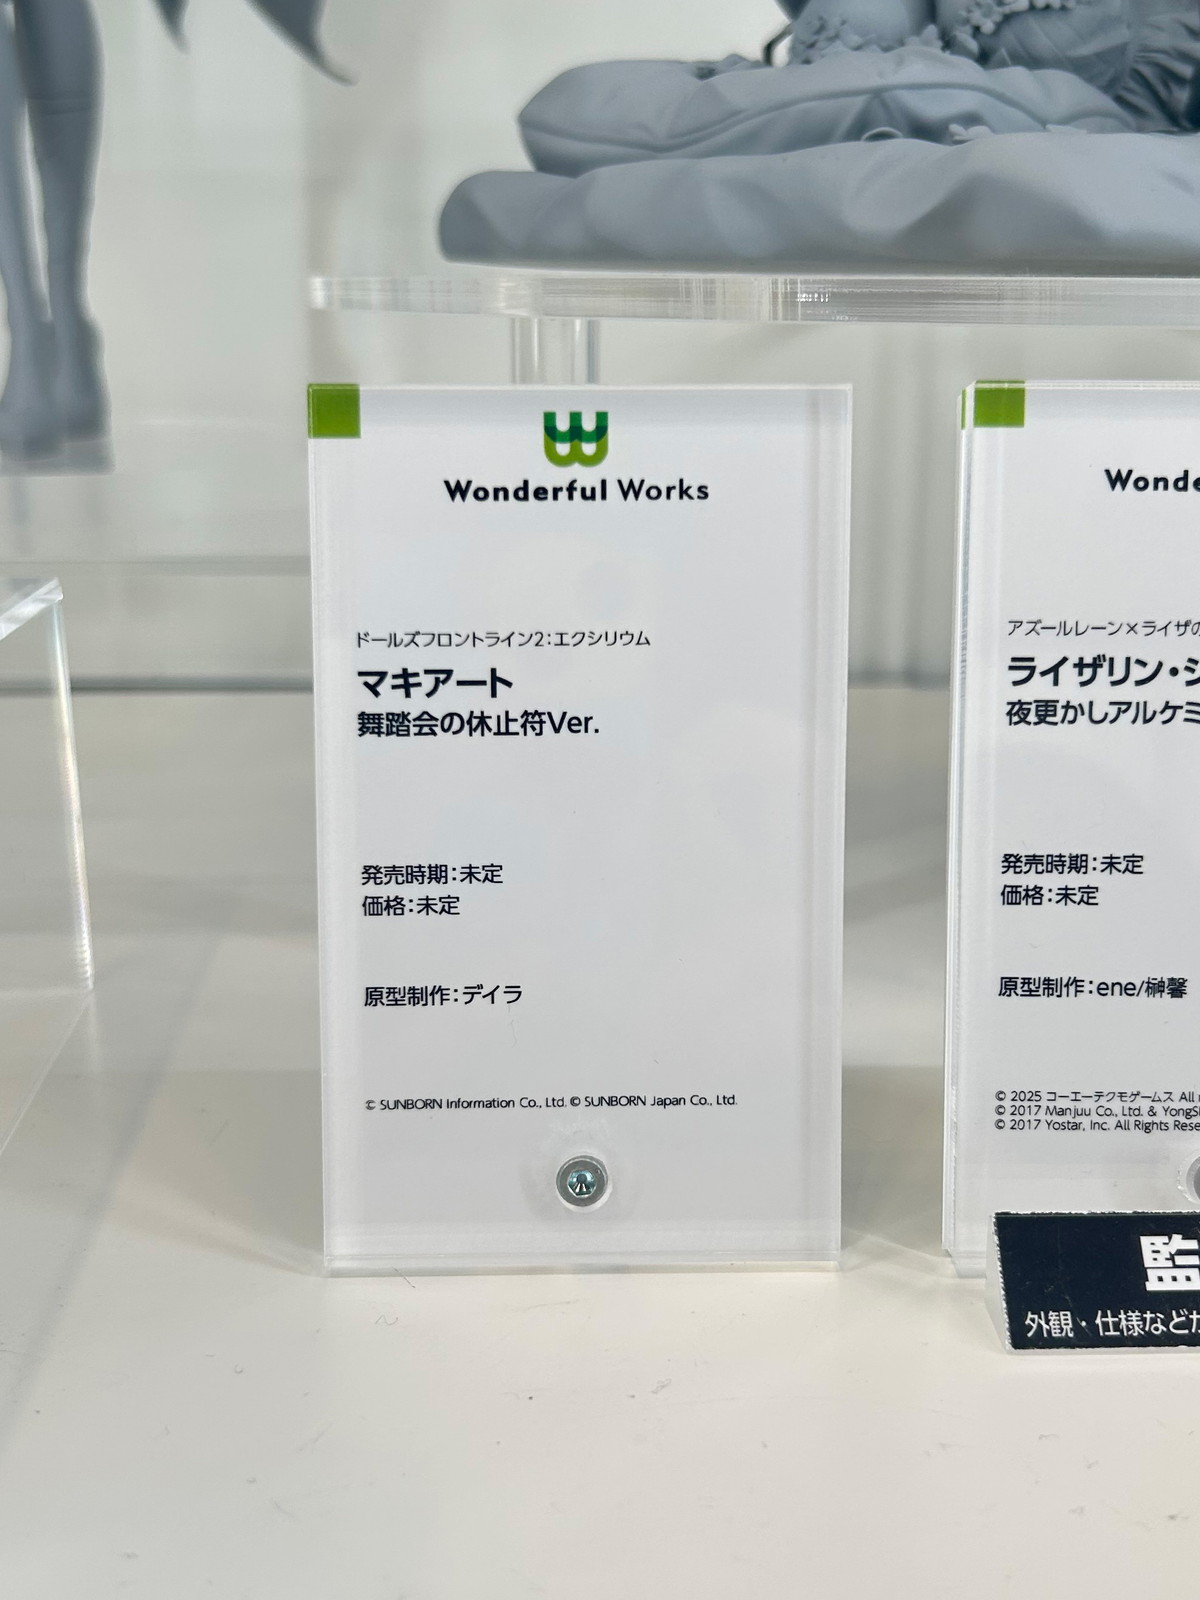 Wonderful Works
ドールズフロントライン2:エクシリウム
マキアート
舞踏会の休止符Ver.
発売時期:未定
価格:未定
原型制作:デイラ
© SUNBORN Information Co., Ltd. © SUNBORN Japan Co., Ltd.
Wonde
アズールレーン×ライザの
ライザリン・シ
夜更かしアルケミ
発売時期:未定
価格:未定
原型制作:ene/榊馨
© 2025 コーエーテクモゲームス All
© 2017 Manjuu Co., Ltd. & YongS
© 2017 Yostar, Inc. All Rights Rese
監
外観・仕様などか